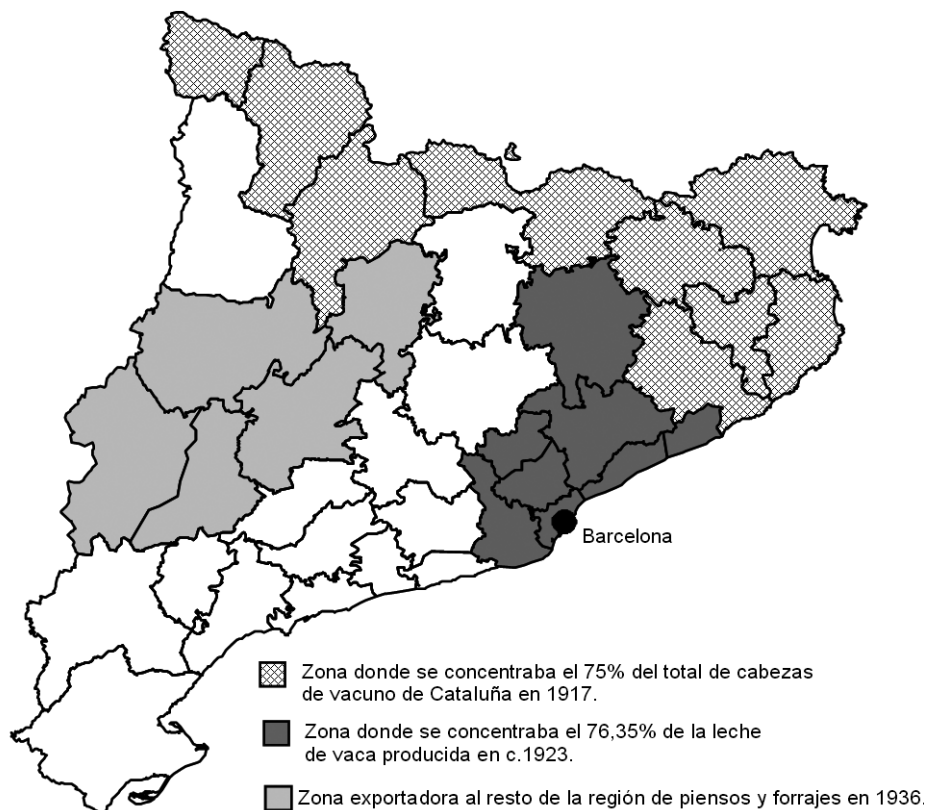 Barcelona
Zona donde se concentraba el 75% del total de cabezas
de vacuno de Cataluña en 1917.
Zona donde se concentraba el 76,35% de la leche
de vaca producida en c.1923.
Zona exportadora al resto de la región de piensos y forrajes en 1936.